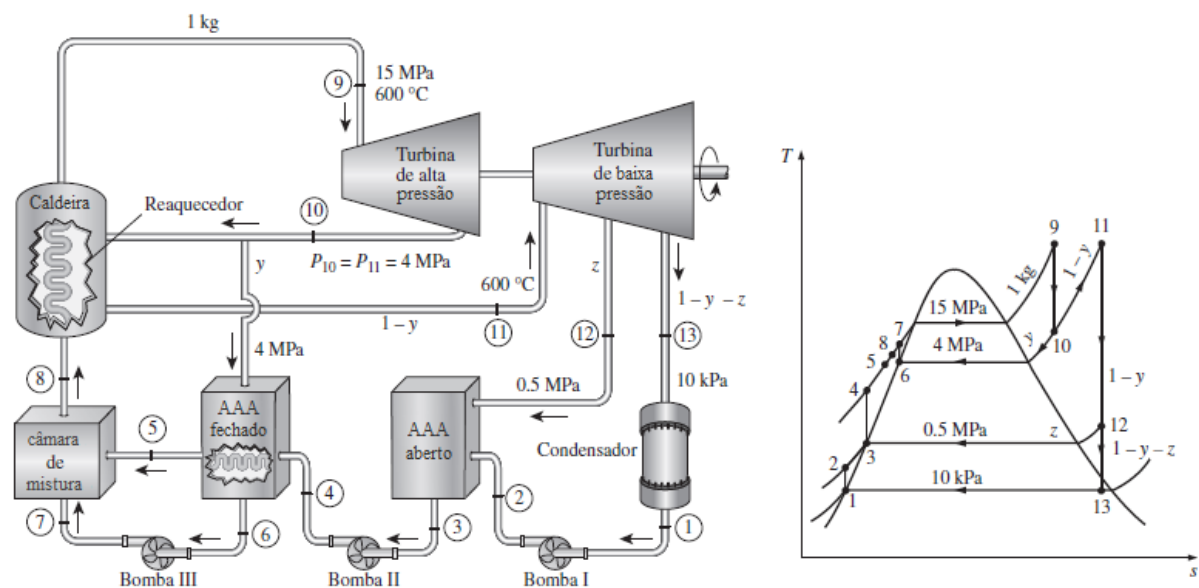 1 kg
9
15 MPa
600 °C
Turbina
de alta
pressão
Turbina
de baixa
pressão
Caldeira
Reaquecedor
10
P10 = P11 = 4 MPa
y
600 °C
z
1 – y
11
12
13
1 – y – z
8
4 MPa
0.5 MPa
10 kPa
câmara
de
mistura
5
AAA
fechado
AAA
aberto
Condensador
4
2
7
6
3
1
Bomba III
Bomba II
Bomba I
T
9
11
1 kg
1 – y
15 MPa
7
8
5
4 MPa
y
10
6
4
1 – y
0.5 MPa
z
12
3
2
1 – y – z
10 kPa
1
13
s